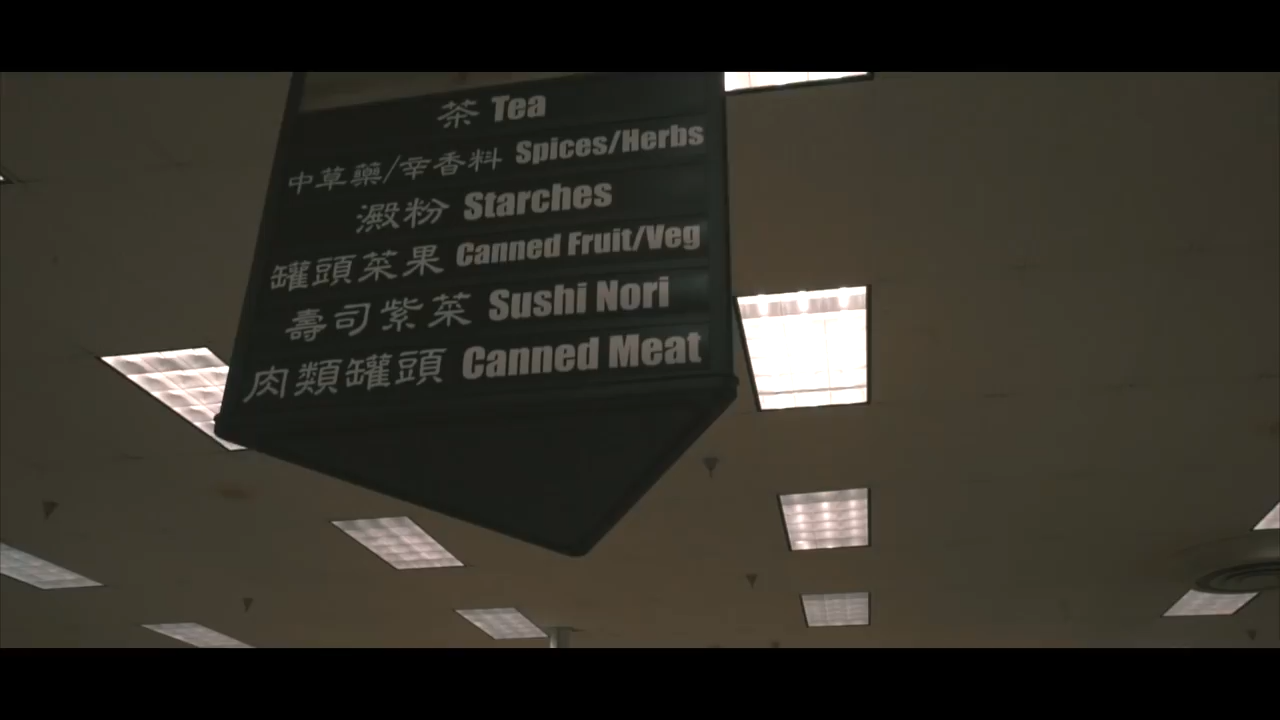 茶 Tea
中草藥/辛香料 Spices/Herbs
澱粉 Starches
罐頭菜果 Canned Fruit/Veg
壽司紫菜 Sushi Nori
肉類罐頭 Canned Meat